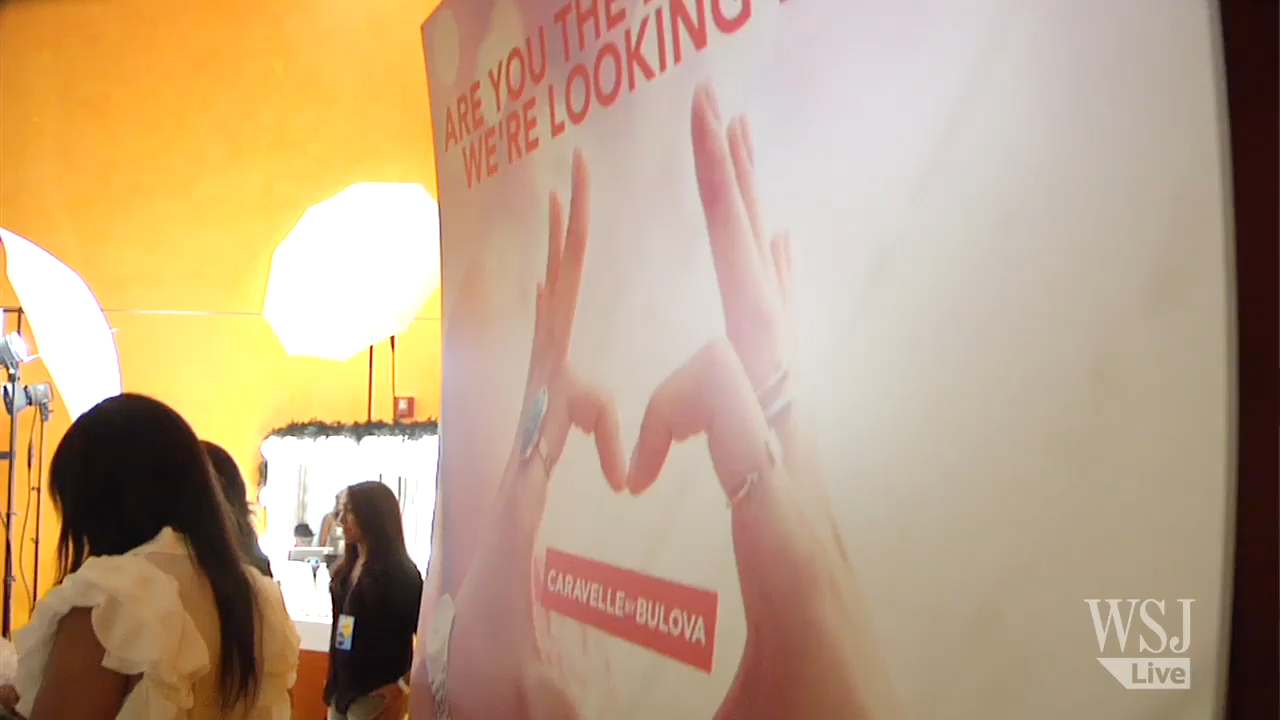 ARE YOU THE
WE'RE LOOKING
CARAVELLE BY BULOVA
WSJ
Live